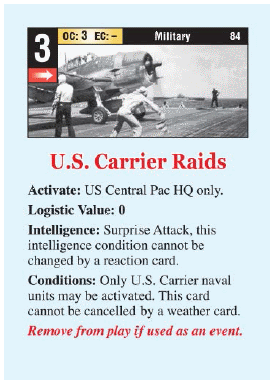 3 OC: 3 EC: – Military 84
U.S. Carrier Raids
Activate: US Central Pac HQ only.
Logistic Value: 0
Intelligence: Surprise Attack, this
intelligence condition cannot be
changed by a reaction card.
Conditions: Only U.S. Carrier naval
units may be activated. This card
cannot be cancelled by a weather card.
Remove from play if used as an event.